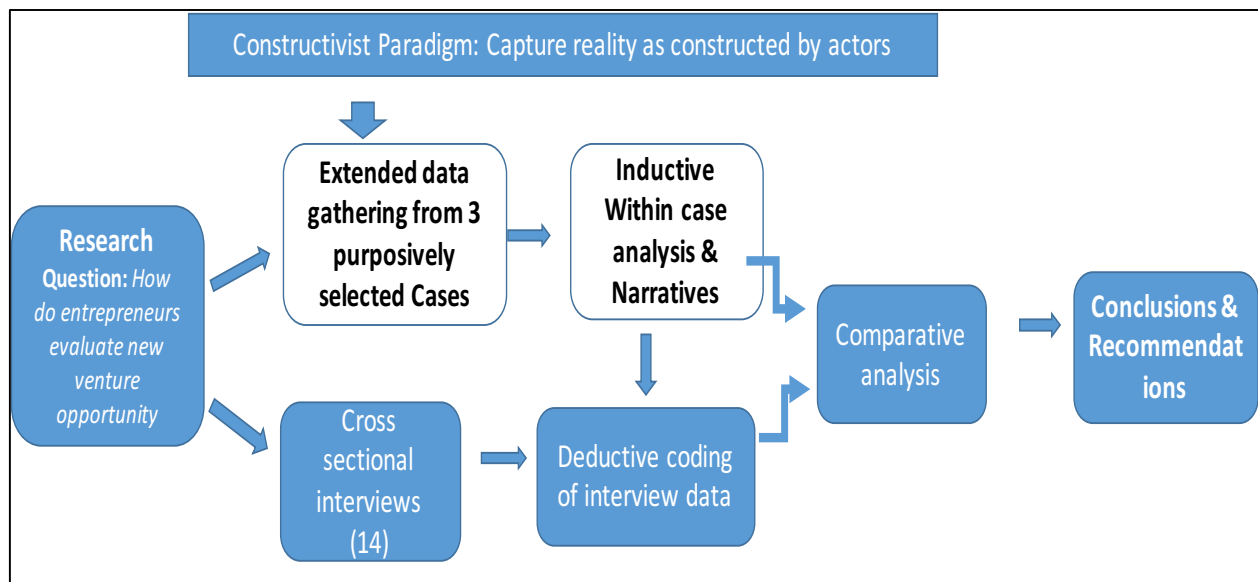 Constructivist Paradigm: Capture reality as constructed by actors
Research
Question: How
do entrepreneurs
evaluate new
venture
opportunity
Extended data
gathering from 3
purposively
selected Cases
Inductive
Within case
analysis &
Narratives
Cross
sectional
interviews
(14)
Deductive coding
of interview data
Comparative
analysis
Conclusions &
Recommendat
ions